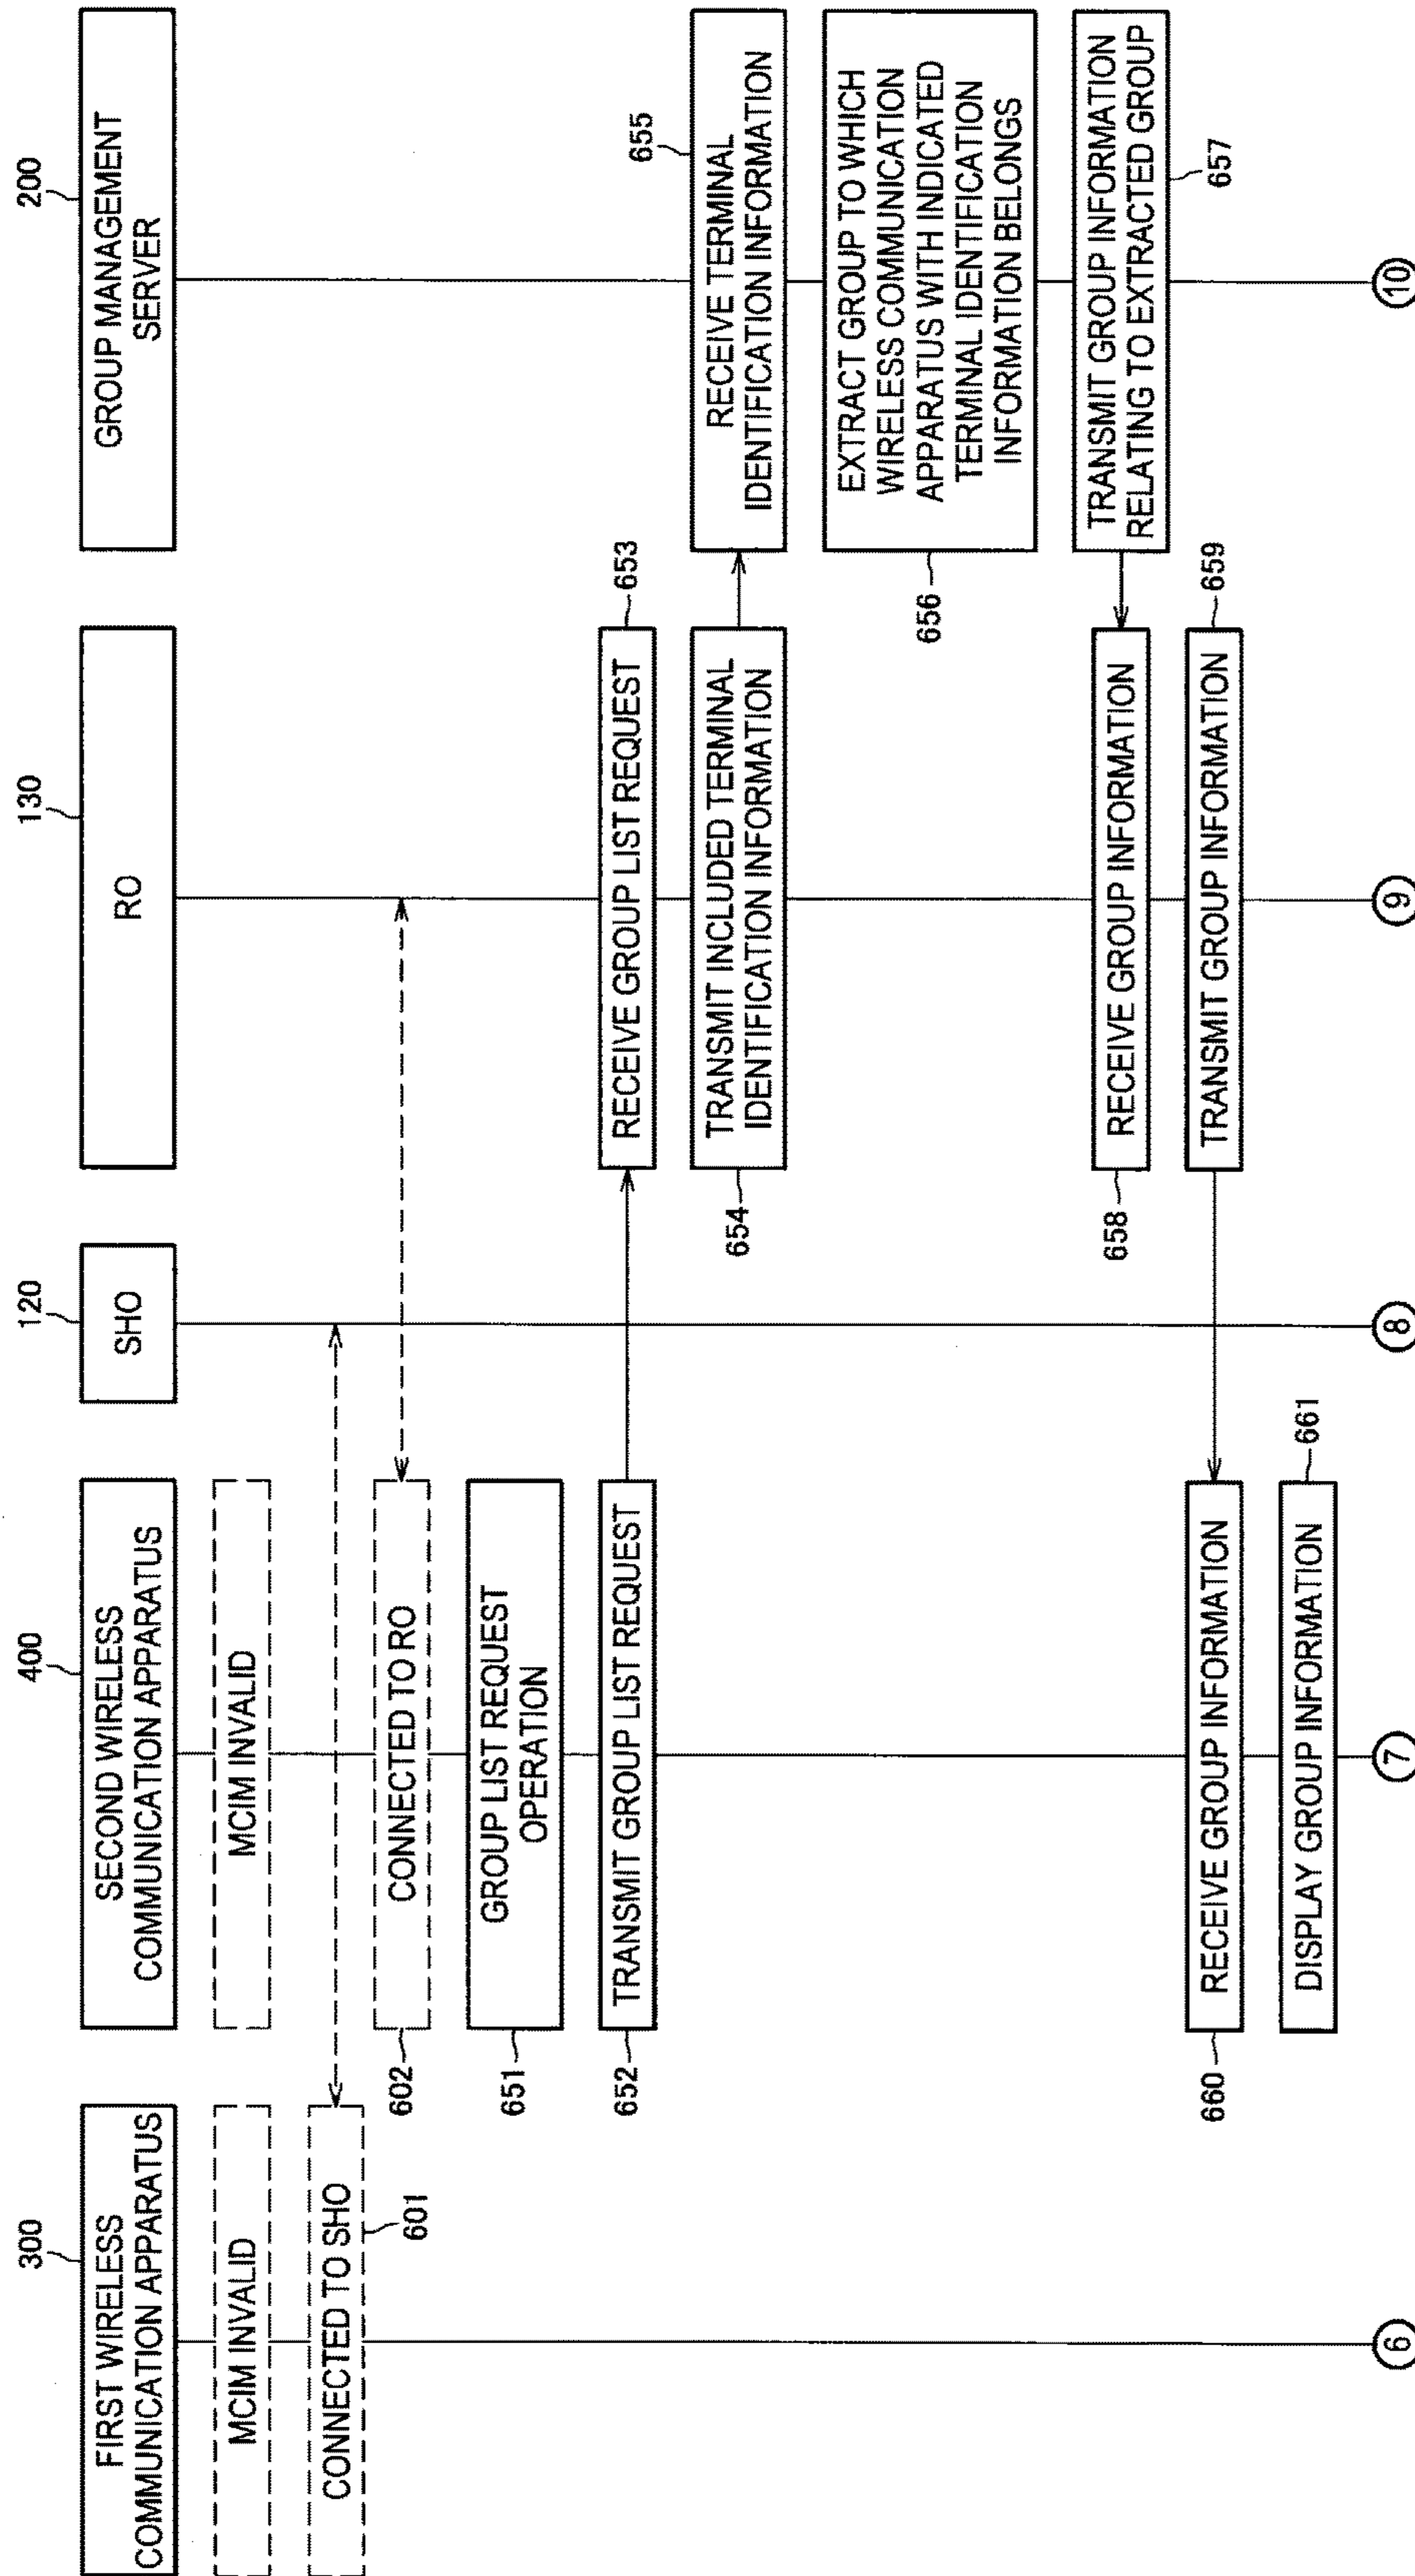 300
FIRST WIRELESS
COMMUNICATION APPARATUS
400
SECOND WIRELESS
COMMUNICATION APPARATUS
120
SHO
130
RO
200
GROUP MANAGEMENT
SERVER
MCIM INVALID
MCIM INVALID
CONNECTED TO SHO
601
CONNECTED TO RO
602
GROUP LIST REQUEST
OPERATION
651
TRANSMIT GROUP LIST REQUEST
652
RECEIVE GROUP LIST REQUEST
653
TRANSMIT INCLUDED TERMINAL
IDENTIFICATION INFORMATION
654
RECEIVE TERMINAL
IDENTIFICATION INFORMATION
655
EXTRACT GROUP TO WHICH
WIRELESS COMMUNICATION
APPARATUS WITH INDICATED
TERMINAL IDENTIFICATION
INFORMATION BELONGS
656
TRANSMIT GROUP INFORMATION
RELATING TO EXTRACTED GROUP
657
RECEIVE GROUP INFORMATION
658
TRANSMIT GROUP INFORMATION
659
RECEIVE GROUP INFORMATION
660
DISPLAY GROUP INFORMATION
661
6
7
8
9
10